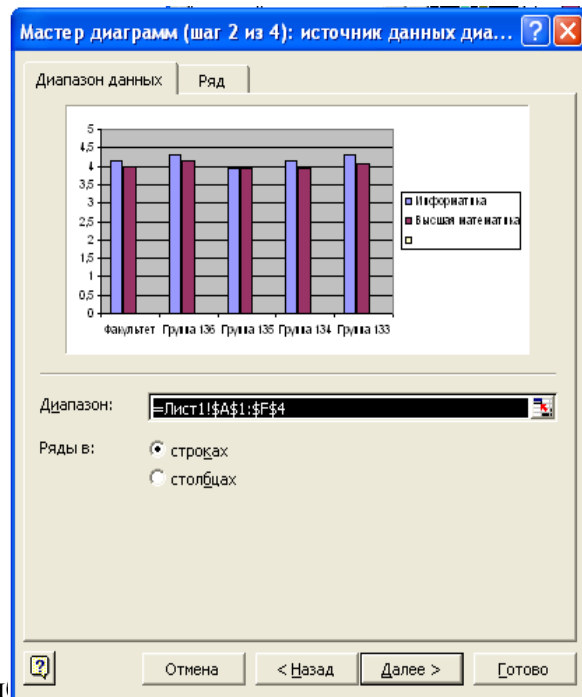 Мастер диаграмм (шаг 2 из 4): источник данных диа...
Диапазон данных
Ряд
5
4,5
4
3,5
3
2,5
2
1,5
1
0,5
0
Факультет Группа 136 Группа 135 Группа 134 Группа 133
Информатика
Высшая математика
Диапазон:
=Лист1!$A$1:$F$4
Ряды в:
строках
столбцах
Отмена
< Назад
Далее >
Готово